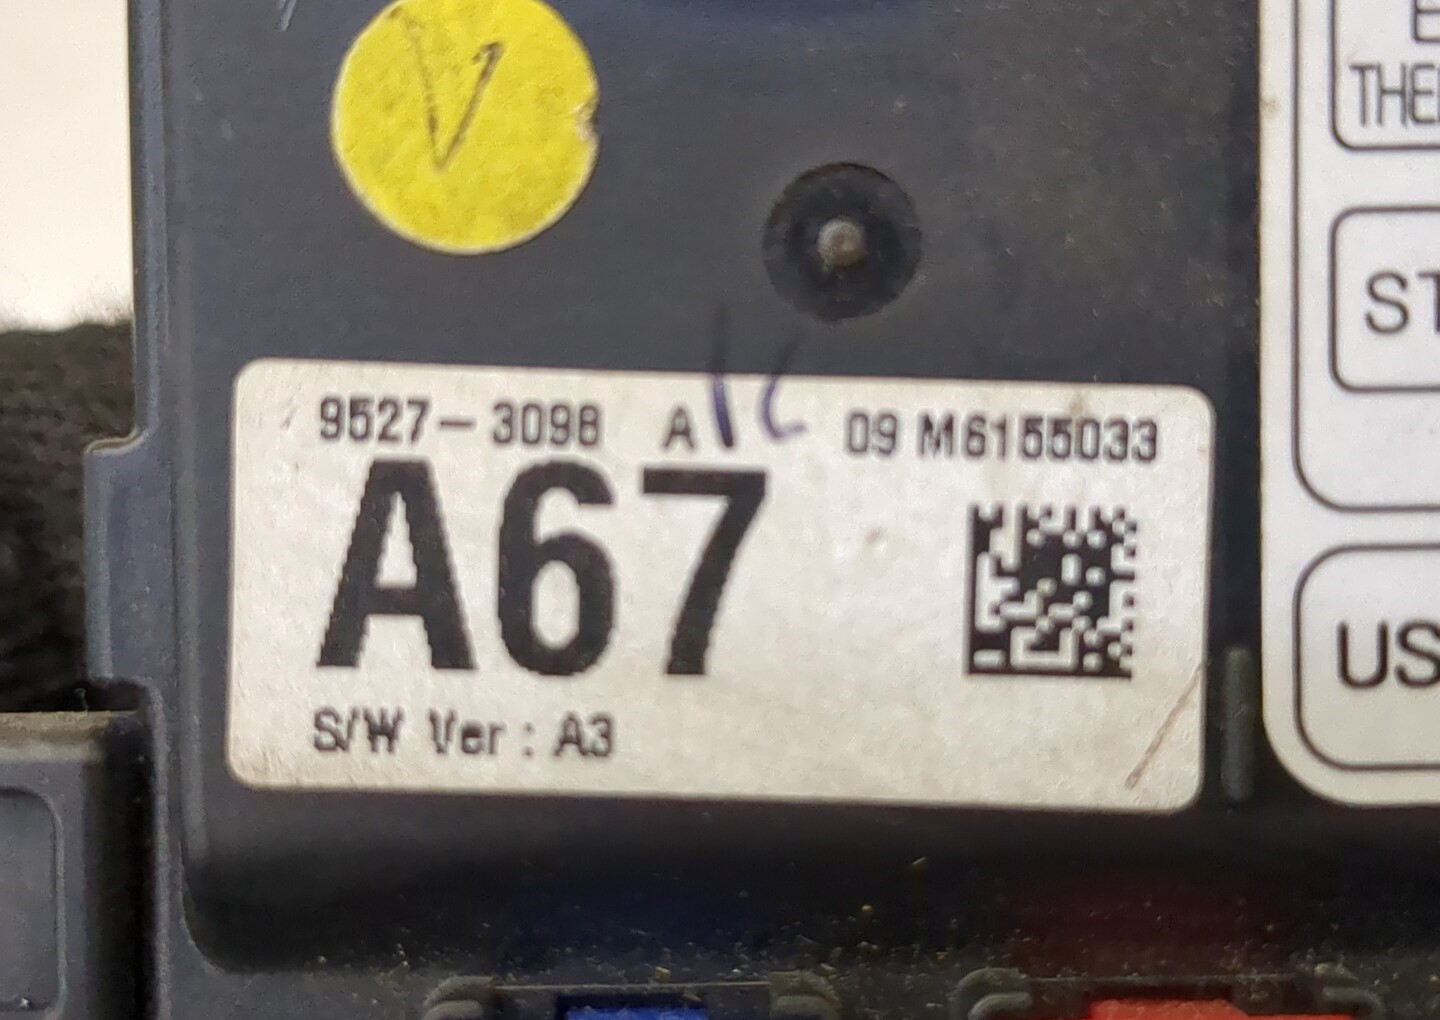 THE
ST
9527-3098 A 09 M6155033
A67
US
S/W Ver : A3